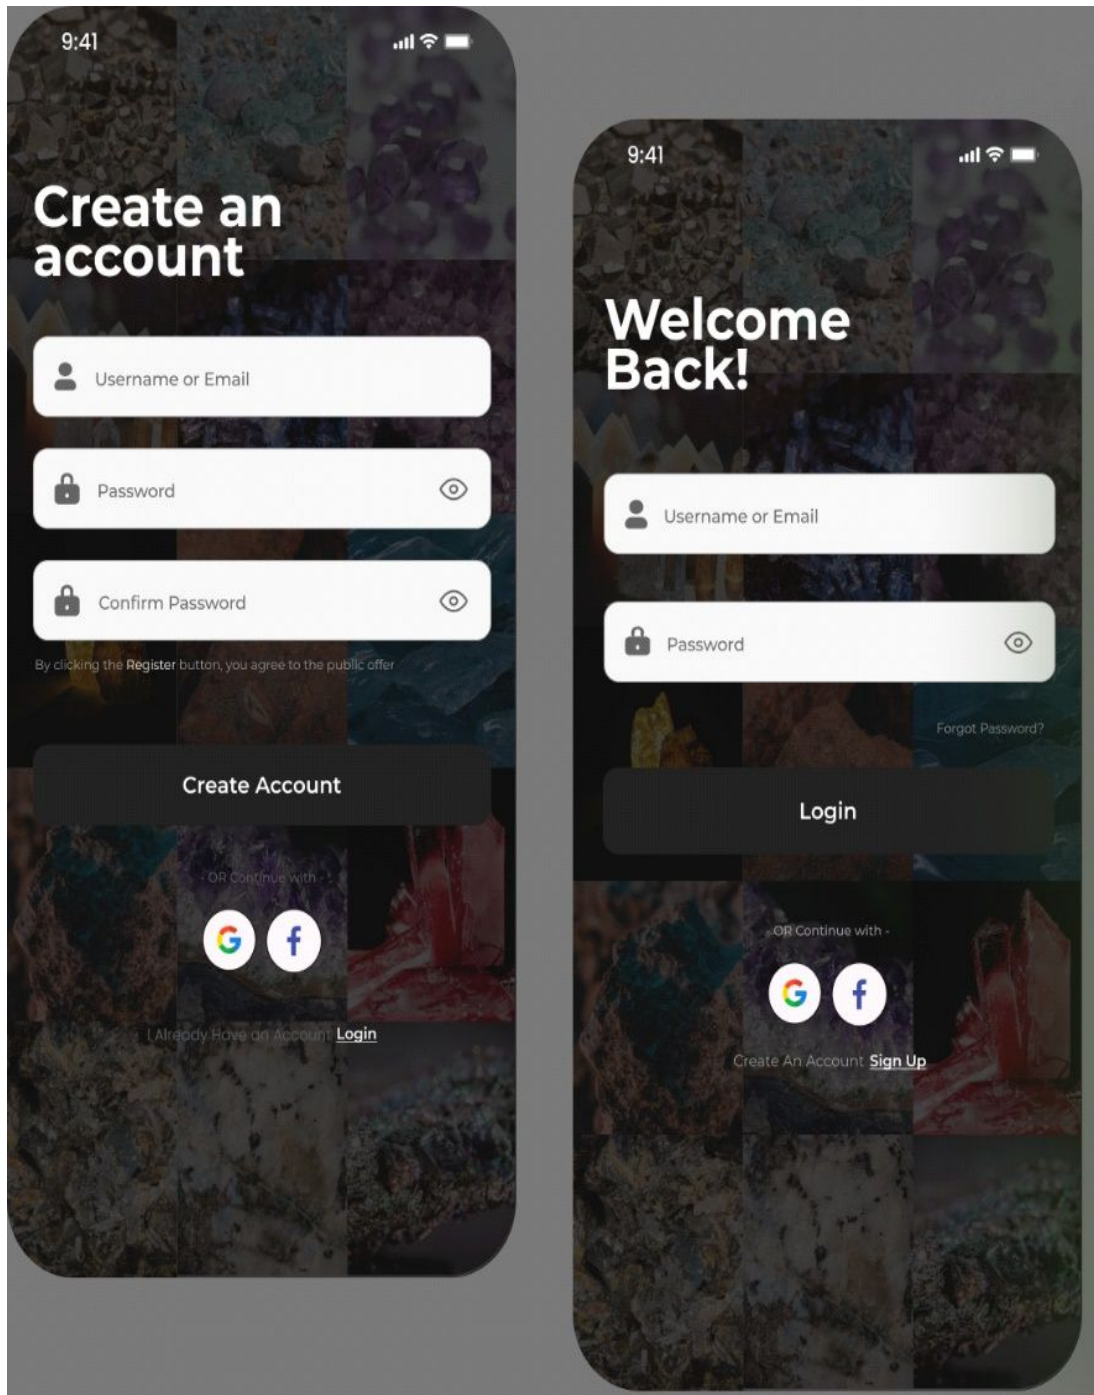 9:41
Create an
account
Username or Email
Password
Confirm Password
By clicking the Register button, you agree to the public offer
Create Account
- OR Continue with -
G f
I Already Have an Account Login
9:41
Welcome
Back!
Username or Email
Password
Forgot Password?
Login
- OR Continue with -
G f
Create An Account Sign Up